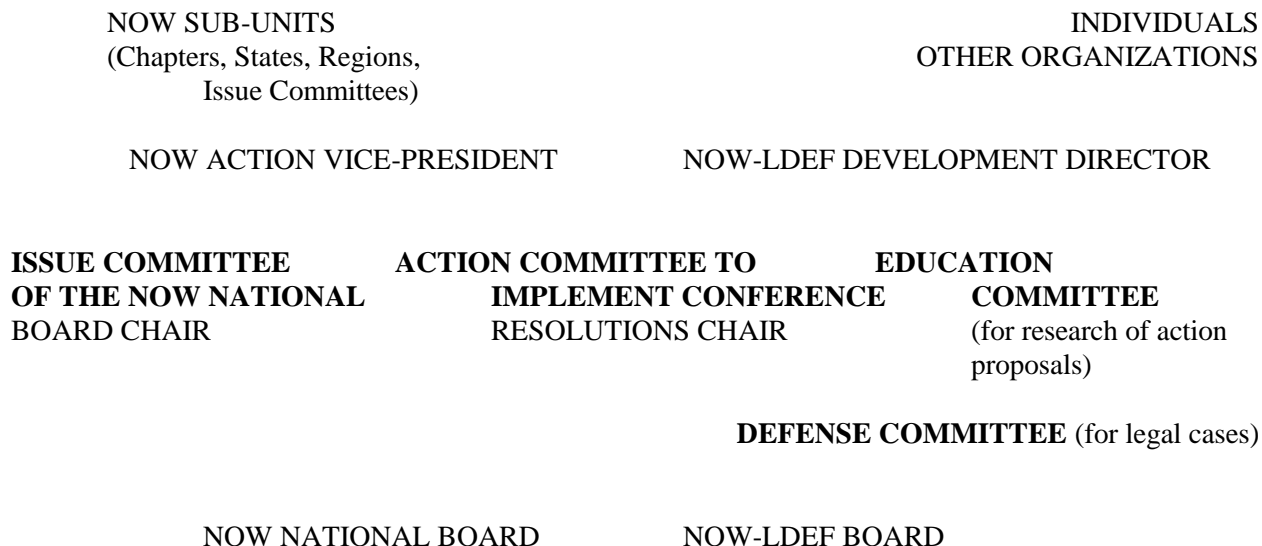 NOW SUB-UNITS INDIVIDUALS
(Chapters, States, Regions, OTHER ORGANIZATIONS
Issue Committees)
NOW ACTION VICE-PRESIDENT NOW-LDEF DEVELOPMENT DIRECTOR
ISSUE COMMITTEE ACTION COMMITTEE TO EDUCATION
OF THE NOW NATIONAL IMPLEMENT CONFERENCE COMMITTEE
BOARD CHAIR RESOLUTIONS CHAIR (for research of action
proposals)
DEFENSE COMMITTEE (for legal cases)
NOW NATIONAL BOARD NOW-LDEF BOARD